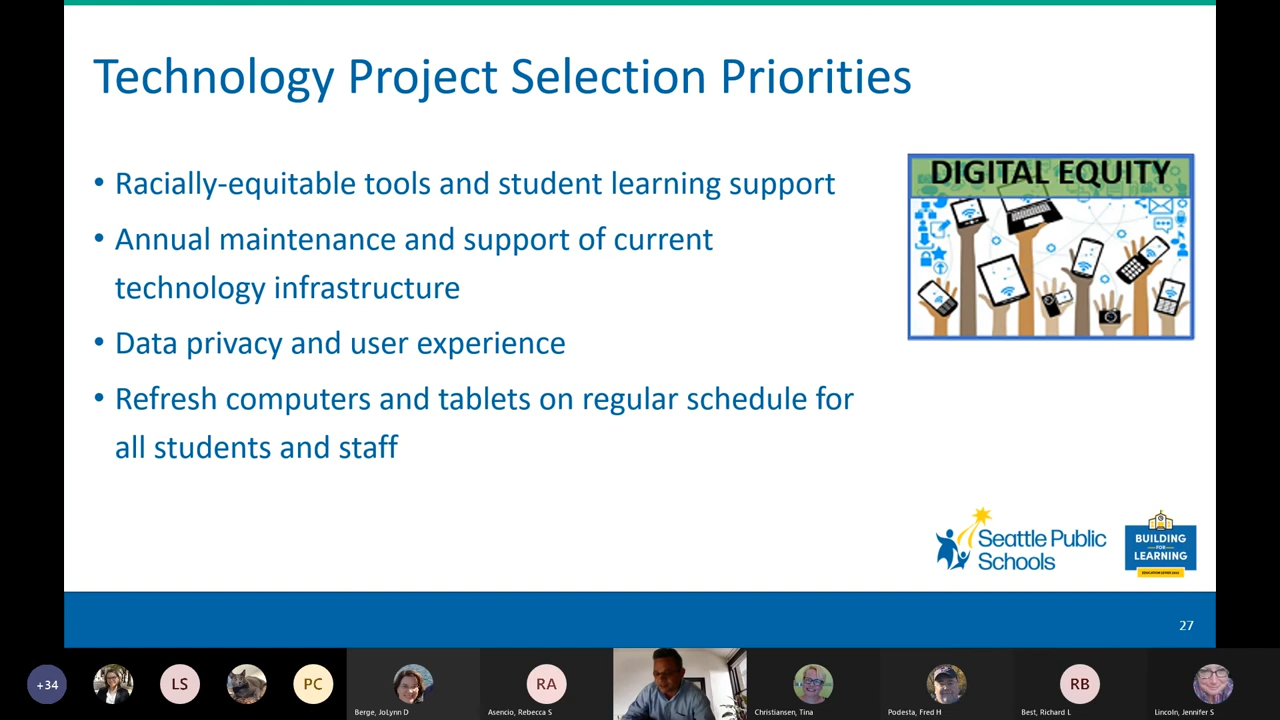 Technology Project Selection Priorities
• Racially-equitable tools and student learning support
• Annual maintenance and support of current
technology infrastructure
• Data privacy and user experience
• Refresh computers and tablets on regular schedule for
all students and staff
DIGITAL EQUITY
Seattle Public
Schools
BUILDING
FOR
LEARNING
27
+34
LS
PC
Berge, JoLynn D
RA
Asencio, Rebecca S
Christiansen, Tina
Podesta, Fred H
RB
Best, Richard L
Lincoln, Jennifer S